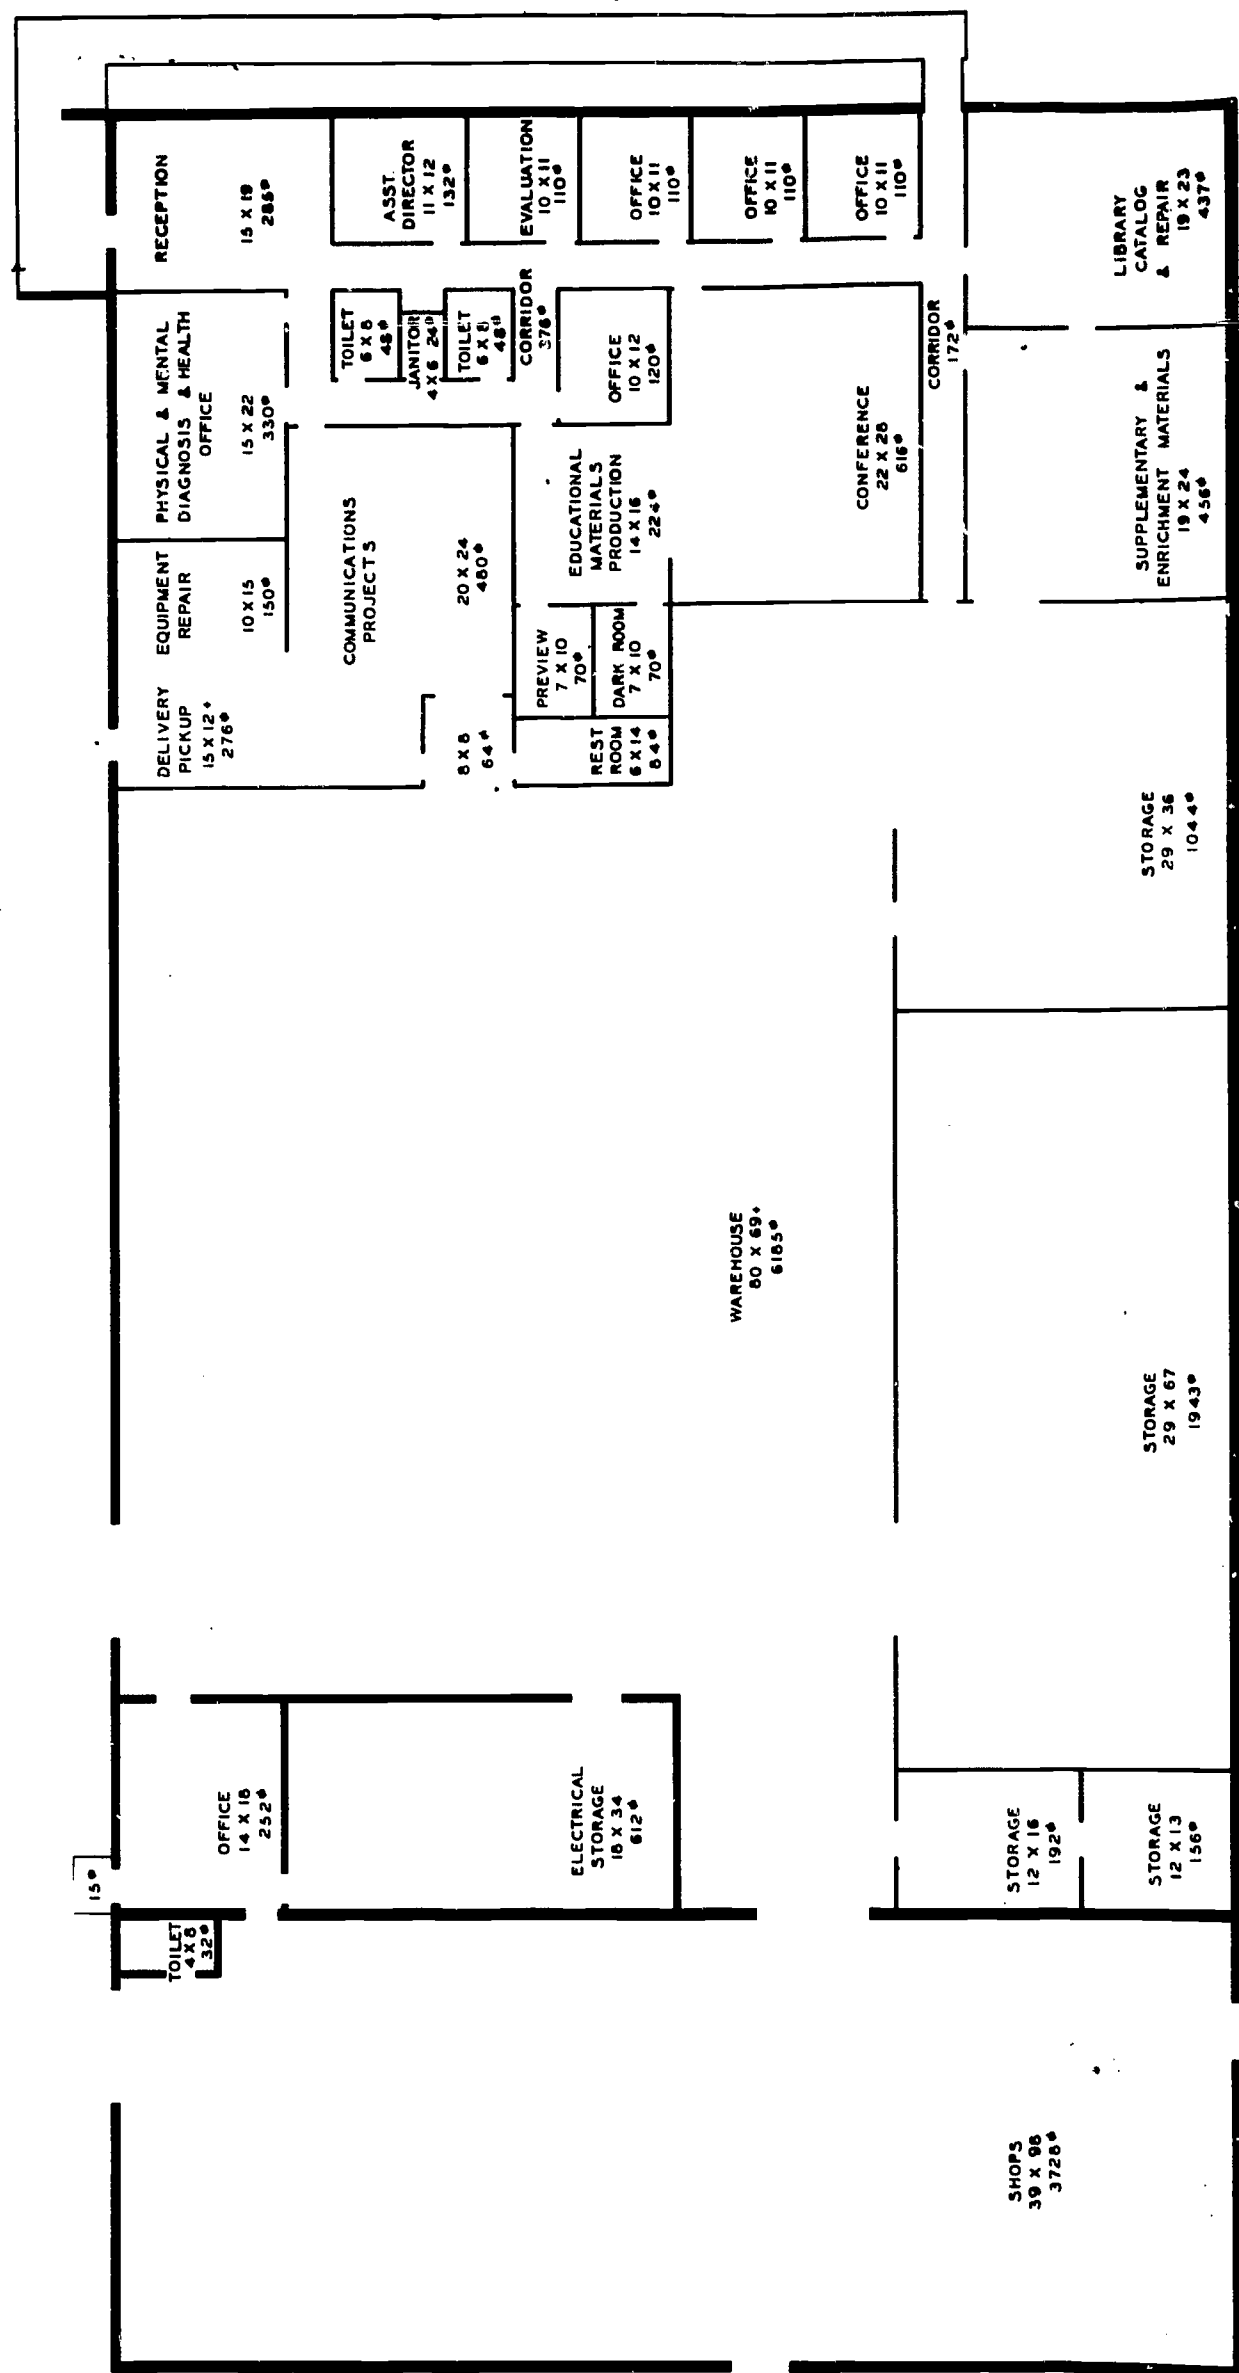 RECEPTION
15 X 19
285⌀
ASST.
DIRECTOR
11 X 12
132⌀
EVALUATION
10 X 11
110⌀
OFFICE
10 X 11
110⌀
OFFICE
10 X 11
110⌀
OFFICE
10 X 11
110⌀
LIBRARY
CATALOG
& REPAIR
19 X 23
437⌀
PHYSICAL & MENTAL
DIAGNOSIS & HEALTH
OFFICE
15 X 22
330⌀
TOILET
6 X 8
48⌀
JANITOR
4 X 6 24⌀
TOILET
6 X 8
48⌀
CORRIDOR
376⌀
OFFICE
10 X 12
120⌀
CONFERENCE
22 X 28
616⌀
CORRIDOR
172⌀
SUPPLEMENTARY &
ENRICHMENT MATERIALS
19 X 24
456⌀
EQUIPMENT
REPAIR
10 X 15
150⌀
COMMUNICATIONS
PROJECTS
20 X 24
480⌀
EDUCATIONAL
MATERIALS
PRODUCTION
14 X 16
224⌀
DELIVERY
PICKUP
15 X 12+
276⌀
8 X 8
64⌀
PREVIEW
7 X 10
70⌀
DARK ROOM
7 X 10
70⌀
REST
ROOM
6 X 14
84⌀
STORAGE
29 X 36
1044⌀
WAREHOUSE
80 X 69+
6185⌀
STORAGE
29 X 67
1943⌀
OFFICE
14 X 18
252⌀
ELECTRICAL
STORAGE
18 X 34
612⌀
STORAGE
12 X 16
192⌀
STORAGE
12 X 13
156⌀
15⌀
TOILET
4 X 8
32⌀
SHOPS
39 X 98
3728⌀